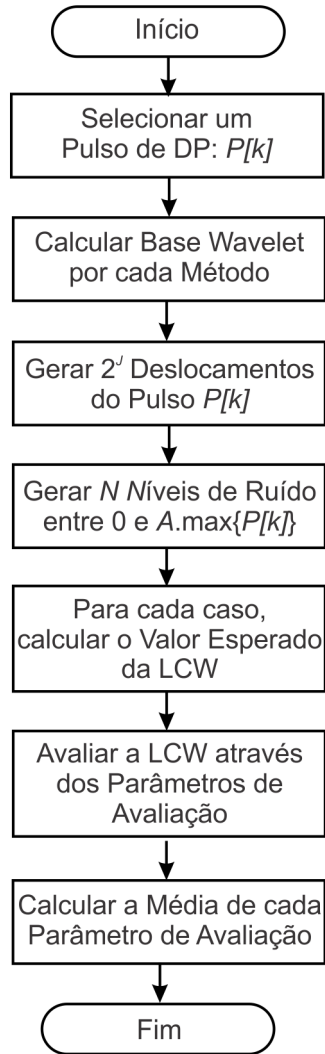 Início
Selecionar um
Pulso de DP: P[k]
Calcular Base Wavelet
por cada Método
Gerar 2ᴶ Deslocamentos
do Pulso P[k]
Gerar N Níveis de Ruído
entre 0 e A.max{P[k]}
Para cada caso,
calcular o Valor Esperado
da LCW
Avaliar a LCW através
dos Parâmetros de
Avaliação
Calcular a Média de cada
Parâmetro de Avaliação
Fim